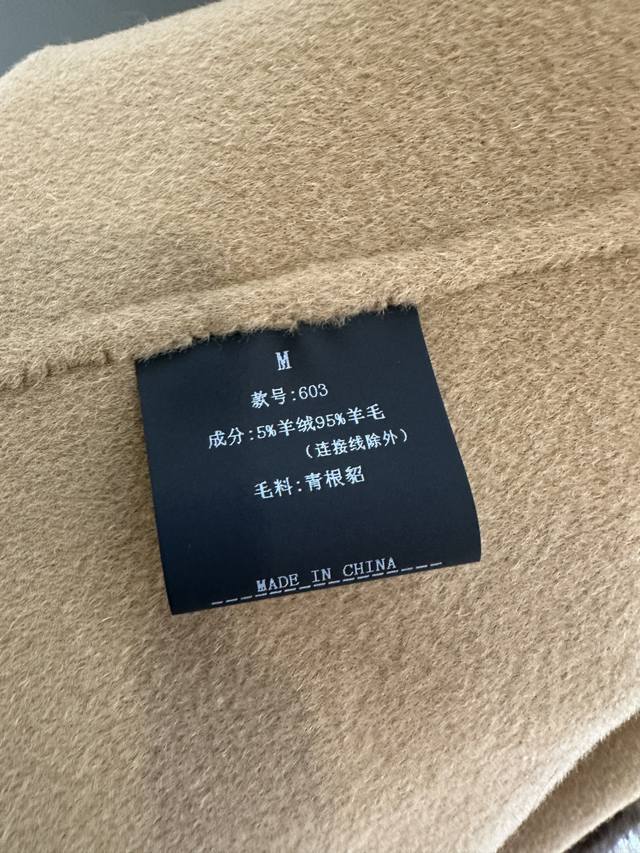 M
款号:603
成分:5%羊绒95%羊毛
(连接线除外)
毛料:青根貂
MADE IN CHINA